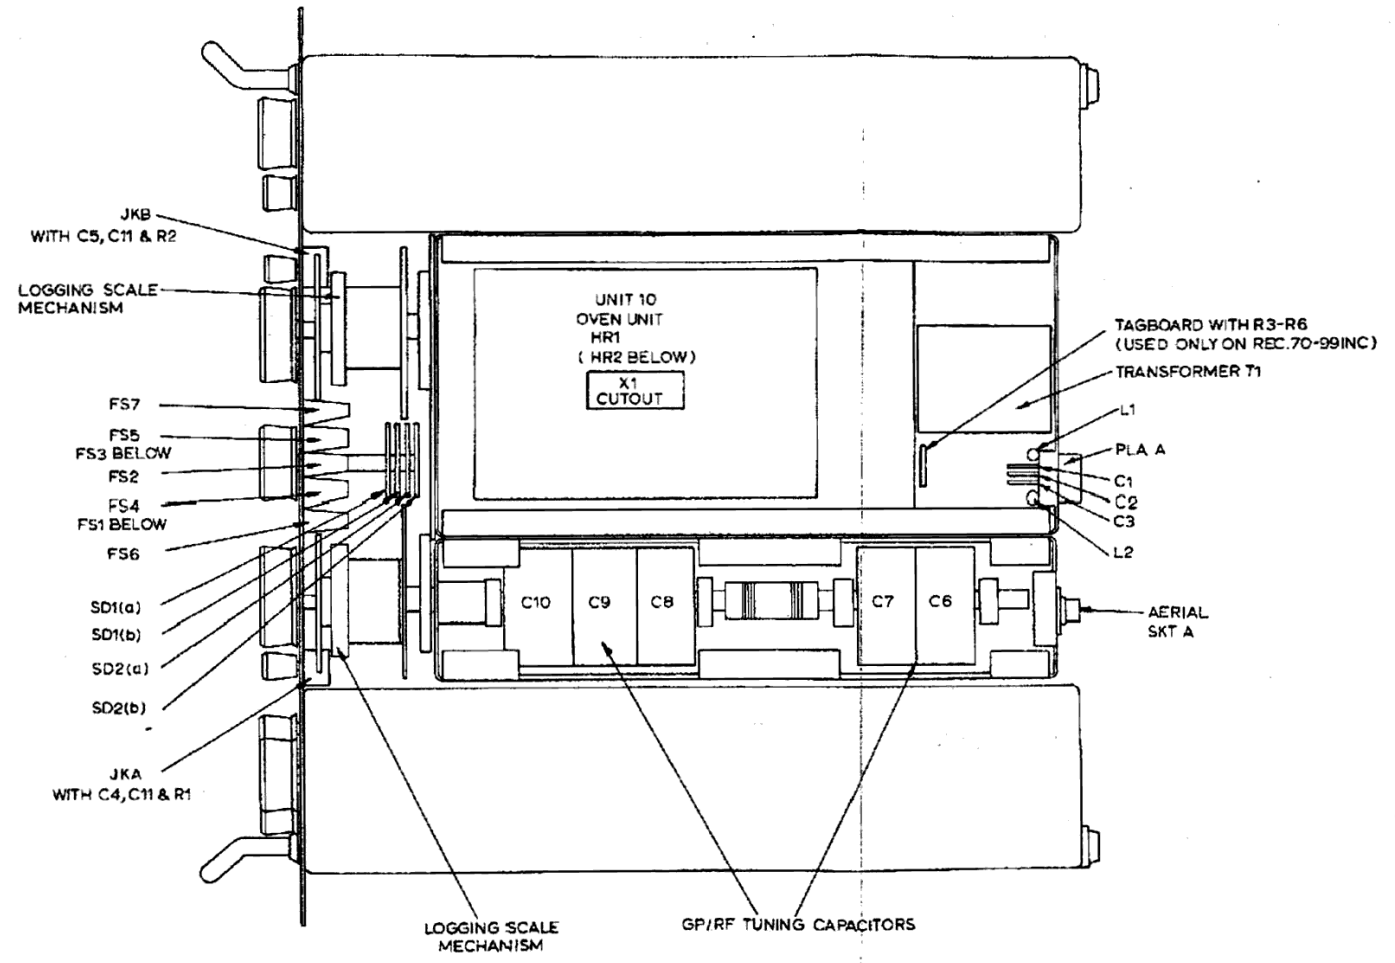 JKB
WITH C5, C11 & R2
LOGGING SCALE
MECHANISM
FS7
FS5
FS3 BELOW
FS2
FS4
FS1 BELOW
FS6
SD1(a)
SD1(b)
SD2(a)
SD2(b)
JKA
WITH C4, C11 & R1
UNIT 10
OVEN UNIT
HR1
( HR2 BELOW)
X1
CUTOUT
TAGBOARD WITH R3-R6
(USED ONLY ON REC.70-99INC)
TRANSFORMER T1
L1
PLA A
C1
C2
C3
L2
C10
C9
C8
C7
C6
AERIAL
SKT A
LOGGING SCALE
MECHANISM
GP/RF TUNING CAPACITORS